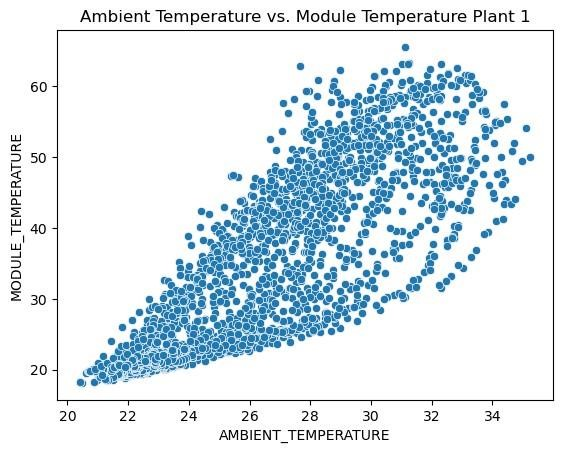 Ambient Temperature vs. Module Temperature Plant 1
MODULE_TEMPERATURE
60
50
40
30
20
20 22 24 26 28 30 32 34
AMBIENT_TEMPERATURE